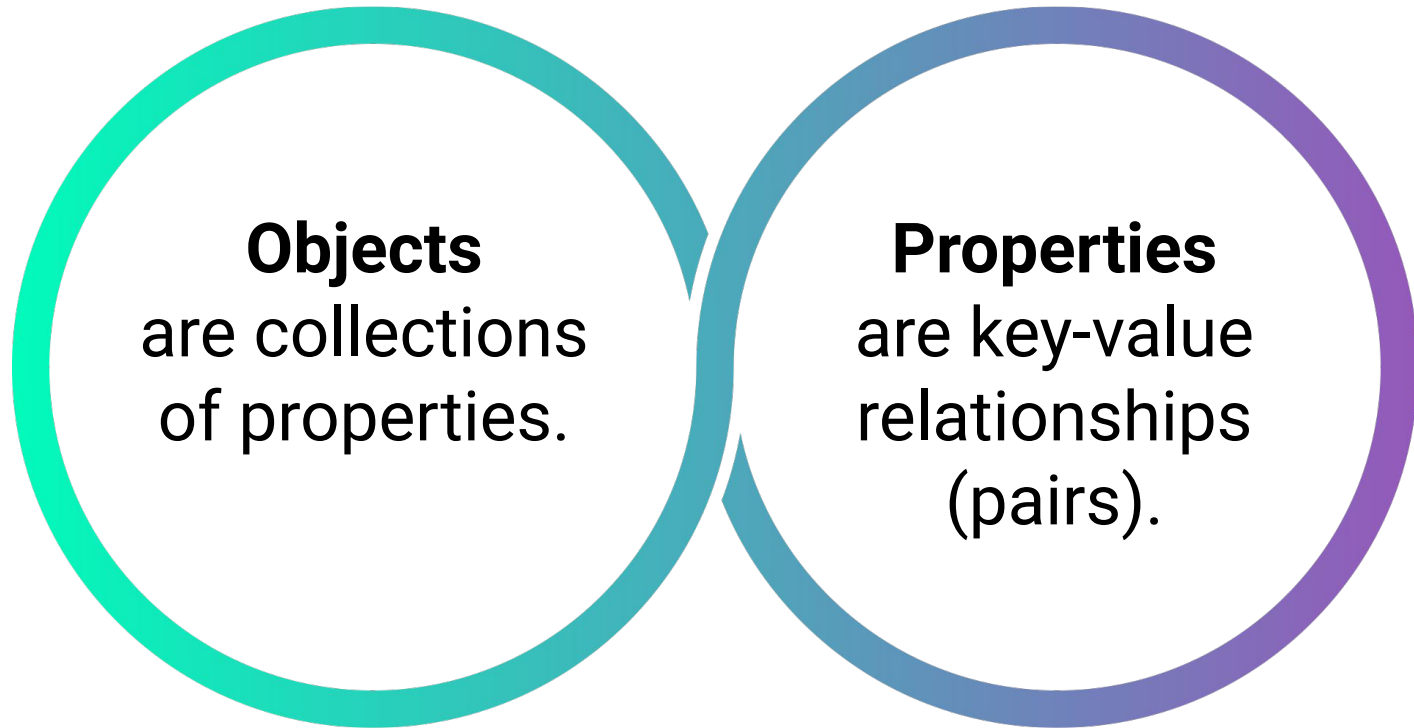 Objects
are collections
of properties.
Properties
are key-value
relationships
(pairs).